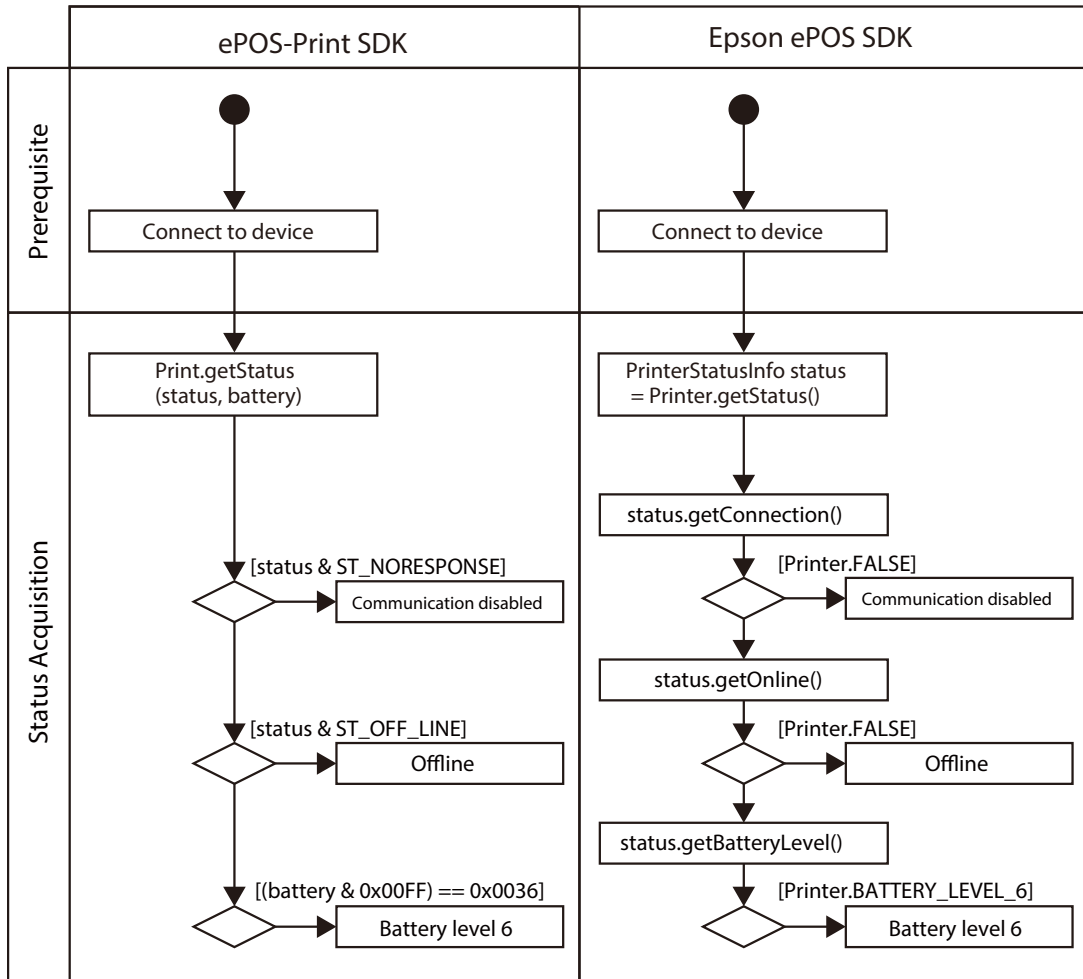 ePOS-Print SDK
Epson ePOS SDK
Prerequisite
Connect to device
Connect to device
Status Acquisition
Print.getStatus
(status, battery)
PrinterStatusInfo status
= Printer.getStatus()
status.getConnection()
[status & ST_NORESPONSE]
Communication disabled
[Printer.FALSE]
Communication disabled
status.getOnline()
[status & ST_OFF_LINE]
Offline
[Printer.FALSE]
Offline
status.getBatteryLevel()
[(battery & 0x00FF) == 0x0036]
Battery level 6
[Printer.BATTERY_LEVEL_6]
Battery level 6